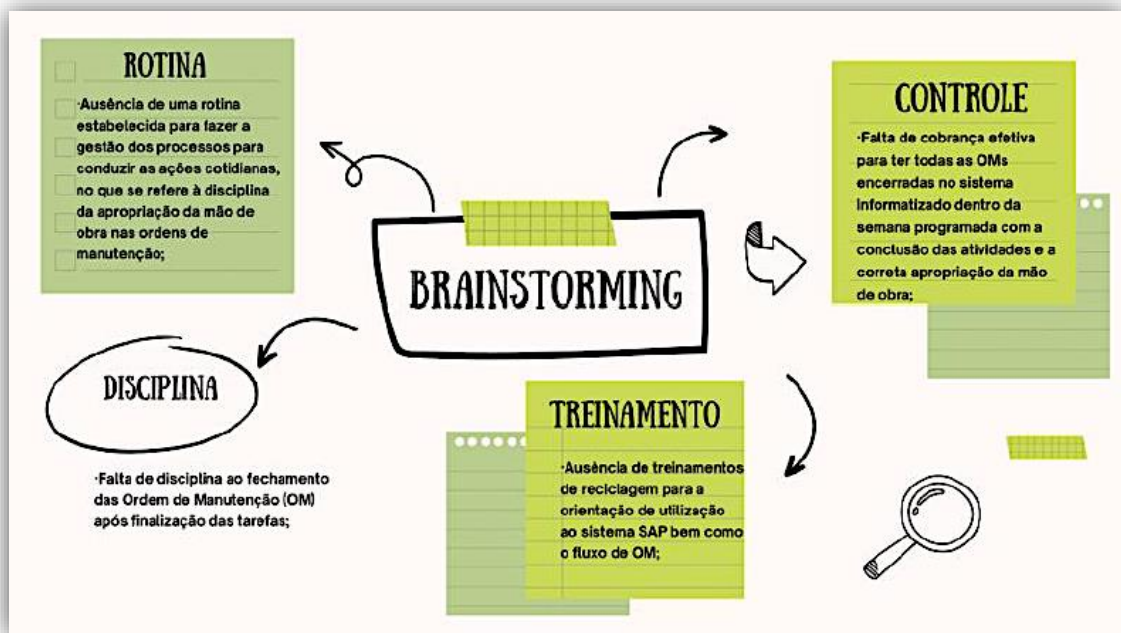 ROTINA
·Ausência de uma rotina
estabelecida para fazer a
gestão dos processos para
conduzir as ações cotidianas,
no que se refere à disciplina
da apropriação da mão de
obra nas ordens de
manutenção;
CONTROLE
·Falta de cobrança efetiva
para ter todas as OMs
encerradas no sistema
informatizado dentro da
semana programada com a
conclusão das atividades e a
correta apropriação da mão
de obra;
BRAINSTORMING
DISCIPLINA
·Falta de disciplina ao fechamento
das Ordem de Manutenção (OM)
após finalização das tarefas;
TREINAMENTO
·Ausência de treinamentos
de reciclagem para a
orientação de utilização
ao sistema SAP bem como
o fluxo de OM;